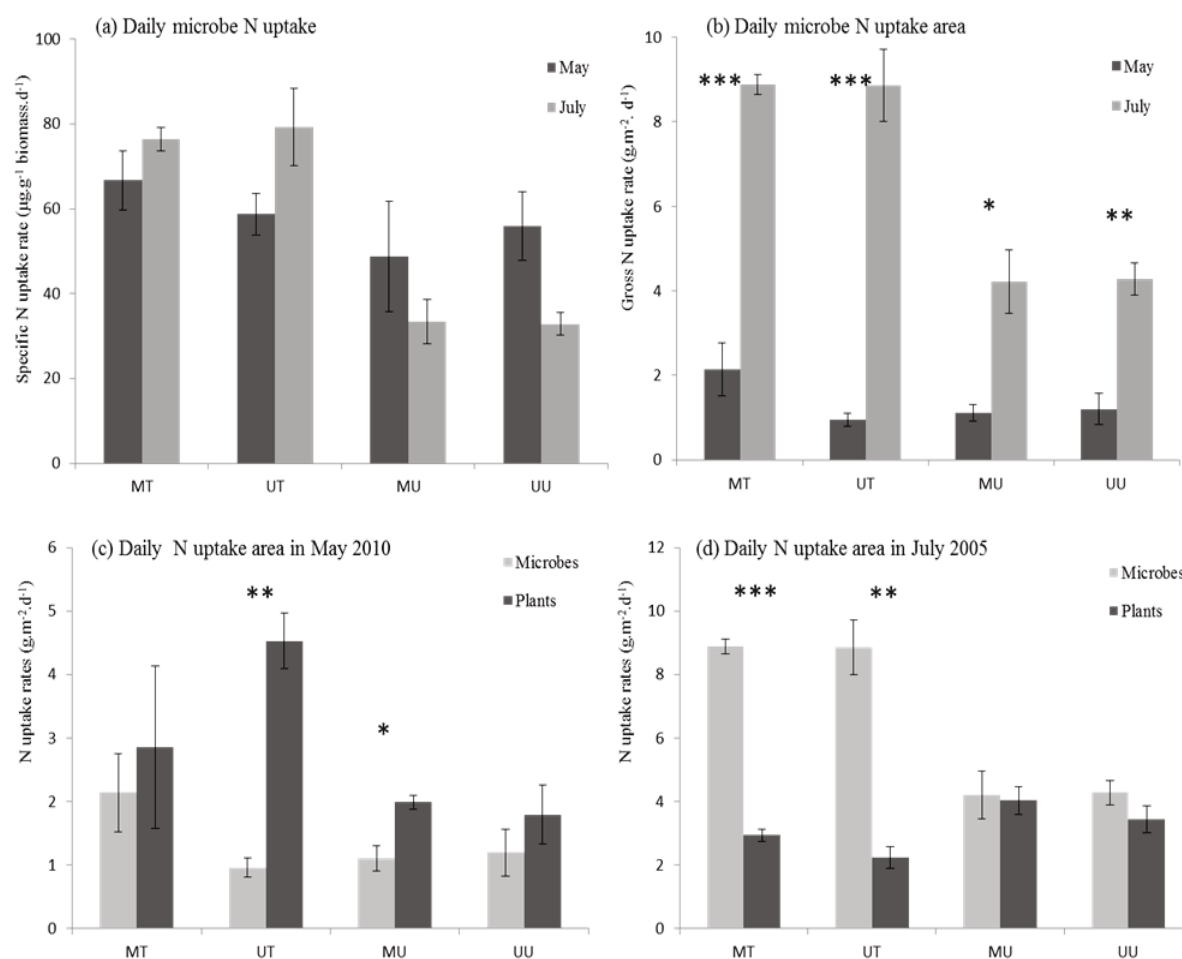 (a) Daily microbe N uptake
Specific N uptake rate (µg.g⁻¹ biomass.d⁻¹)
100
80
60
40
20
0
May
July
MT UT MU UU
(b) Daily microbe N uptake area
Gross N uptake rate (g.m⁻². d⁻¹)
10
8
6
4
2
0
May
July
***
***
*
**
MT UT MU UU
(c) Daily N uptake area in May 2010
N uptake rates (g.m⁻².d⁻¹)
6
5
4
3
2
1
0
Microbes
Plants
**
*
MT UT MU UU
(d) Daily N uptake area in July 2005
N uptake rates (g.m⁻².d⁻¹)
12
10
8
6
4
2
0
Microbes
Plants
***
**
MT UT MU UU